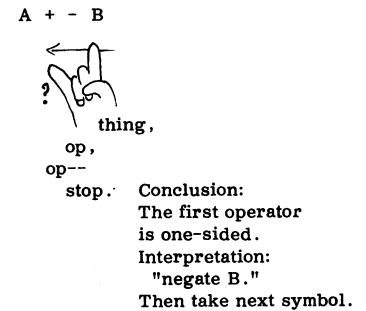 A + - B
?
thing,
op,
op--
stop. Conclusion:
The first operator
is one-sided.
Interpretation:
"negate B."
Then take next symbol.